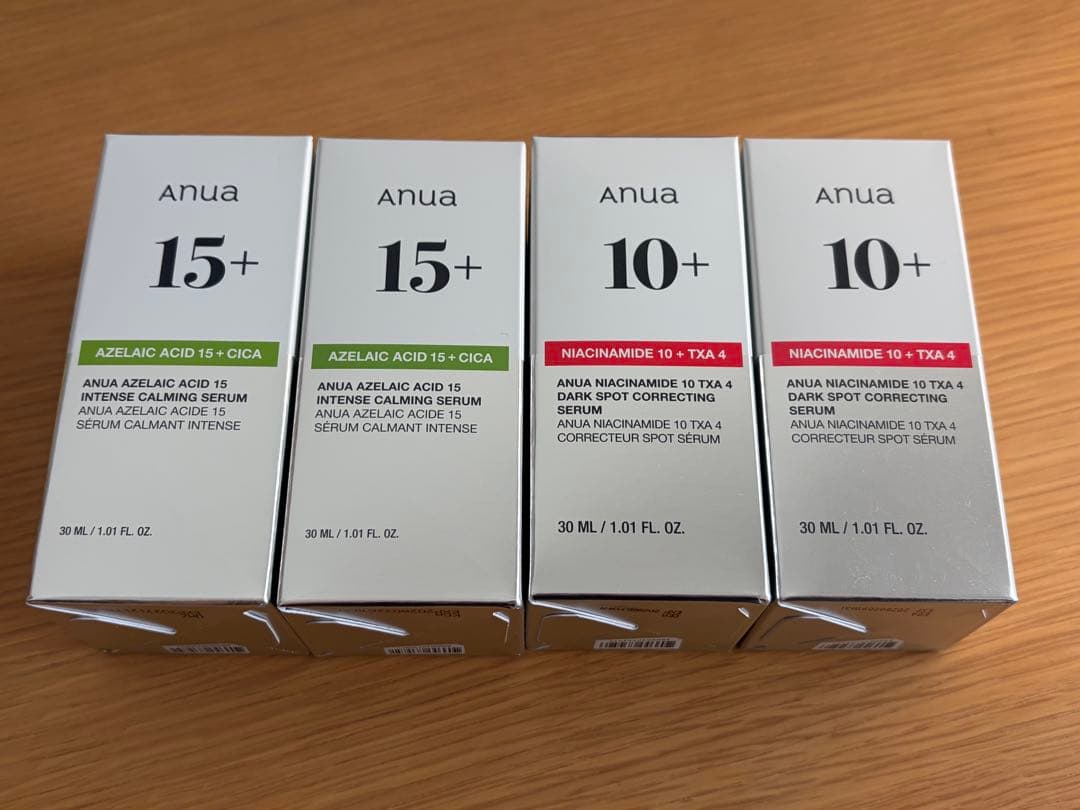 Anua
15+
AZELAIC ACID 15 + CICA
ANUA AZELAIC ACID 15
INTENSE CALMING SERUM
ANUA AZELAIC ACIDE 15
SÉRUM CALMANT INTENSE
30 ML / 1.01 FL. OZ.
Anua
15+
AZELAIC ACID 15 + CICA
ANUA AZELAIC ACID 15
INTENSE CALMING SERUM
ANUA AZELAIC ACIDE 15
SÉRUM CALMANT INTENSE
30 ML / 1.01 FL. OZ.
Anua
10+
NIACINAMIDE 10 + TXA 4
ANUA NIACINAMIDE 10 TXA 4
DARK SPOT CORRECTING
SERUM
ANUA NIACINAMIDE 10 TXA 4
CORRECTEUR SPOT SÉRUM
30 ML / 1.01 FL. OZ.
Anua
10+
NIACINAMIDE 10 + TXA 4
ANUA NIACINAMIDE 10 TXA 4
DARK SPOT CORRECTING
SERUM
ANUA NIACINAMIDE 10 TXA 4
CORRECTEUR SPOT SÉRUM
30 ML / 1.01 FL. OZ.